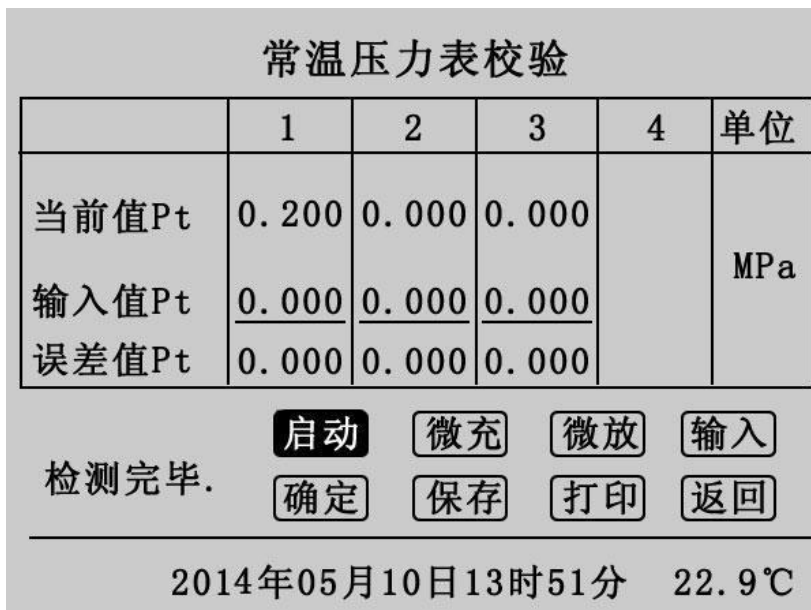 常温压力表校验
1 2 3 4 单位
当前值Pt 0.200 0.000 0.000
MPa
输入值Pt 0.000 0.000 0.000
误差值Pt 0.000 0.000 0.000
启动 微充 微放 输入
检测完毕.
确定 保存 打印 返回
2014年05月10日13时51分 22.9℃